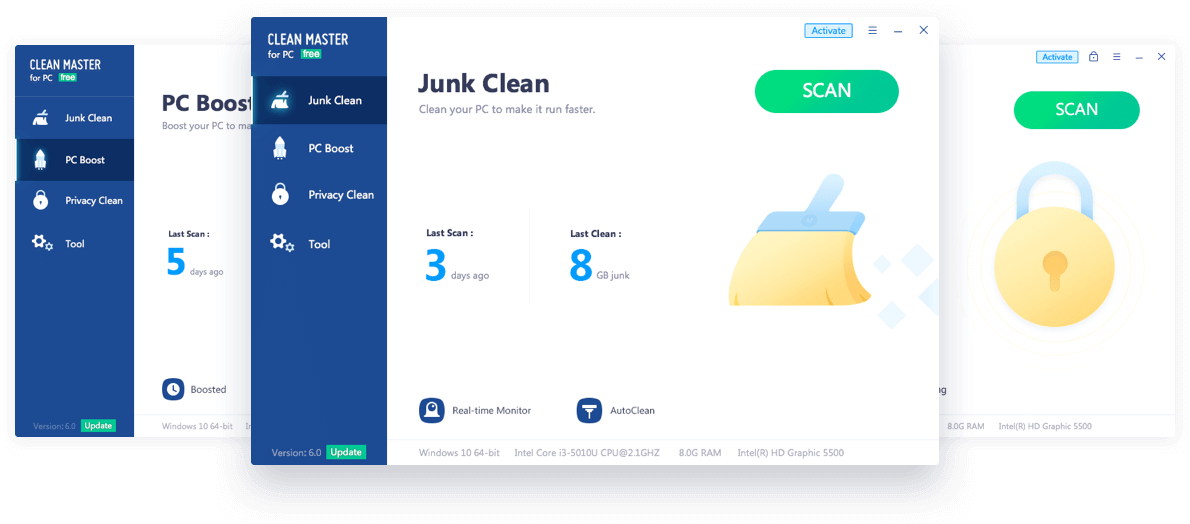 CLEAN MASTER
for PC free
Junk Clean
PC Boost
Privacy Clean
Tool
Version: 6.0 Update
PC Boost
Boost your PC to
Last Scan :
5 days ago
Boosted
Windows 10 64-bit
CLEAN MASTER
for PC free
Junk Clean
PC Boost
Privacy Clean
Tool
Version: 6.0 Update
Activate
Junk Clean
Clean your PC to make it run faster.
SCAN
Last Scan :
3 days ago
Last Clean :
8 GB junk
Real-time Monitor
AutoClean
Windows 10 64-bit Intel Core i3-5010U CPU@2.1GHZ 8.0G RAM Intel(R) HD Graphic 5500
Activate
SCAN
8.0G RAM Intel(R) HD Graphic 5500